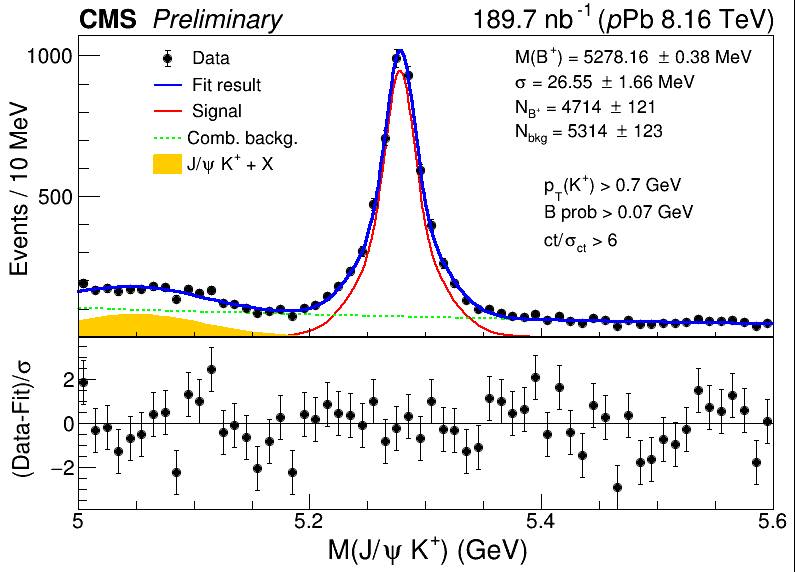 CMS Preliminary 189.7 nb⁻¹ (pPb 8.16 TeV)
Events / 10 MeV
1000
500
Data
Fit result
Signal
Comb. backg.
J/ψ K⁺ + X
M(B⁺) = 5278.16 ± 0.38 MeV
σ = 26.55 ± 1.66 MeV
N_B⁺ = 4714 ± 121
N_bkg = 5314 ± 123
p_T(K⁺) > 0.7 GeV
B prob > 0.07 GeV
ct/σ_ct > 6
(Data-Fit)/σ
2
0
−2
5 5.2 5.4 5.6
M(J/ψ K⁺) (GeV)